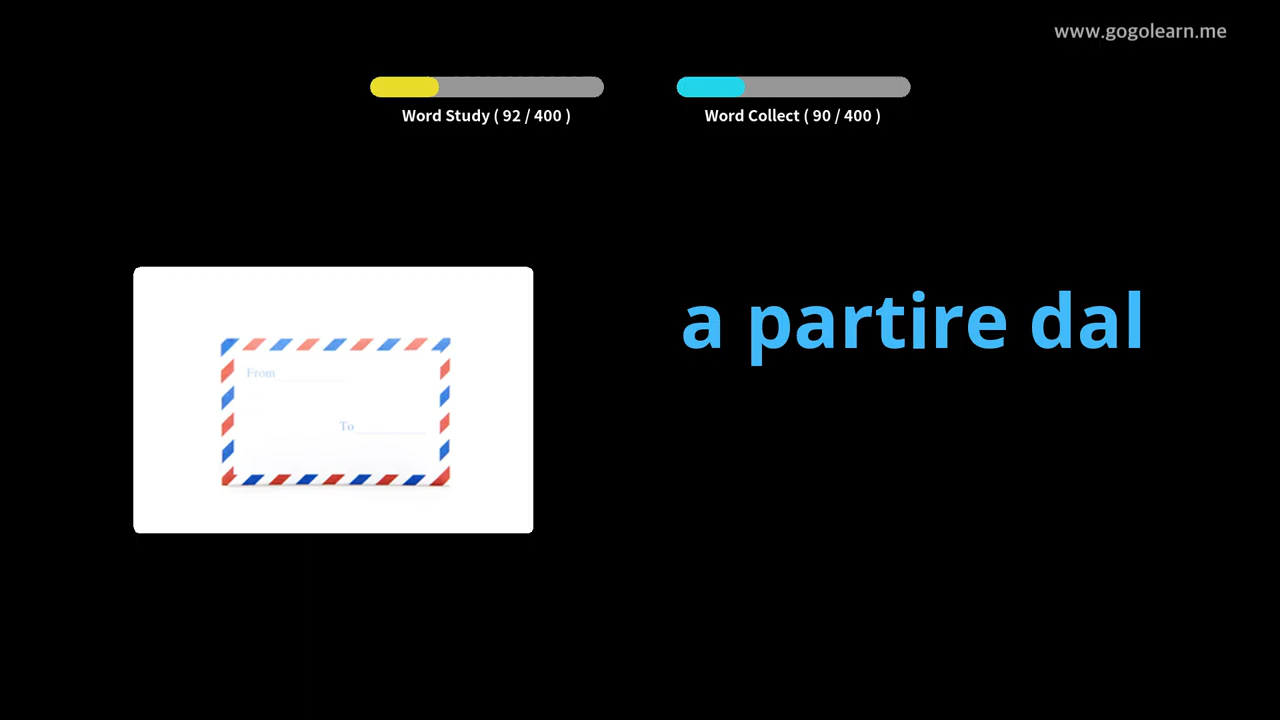 www.gogolearn.me
Word Study ( 92 / 400 )
Word Collect ( 90 / 400 )
a partire dal
From
To